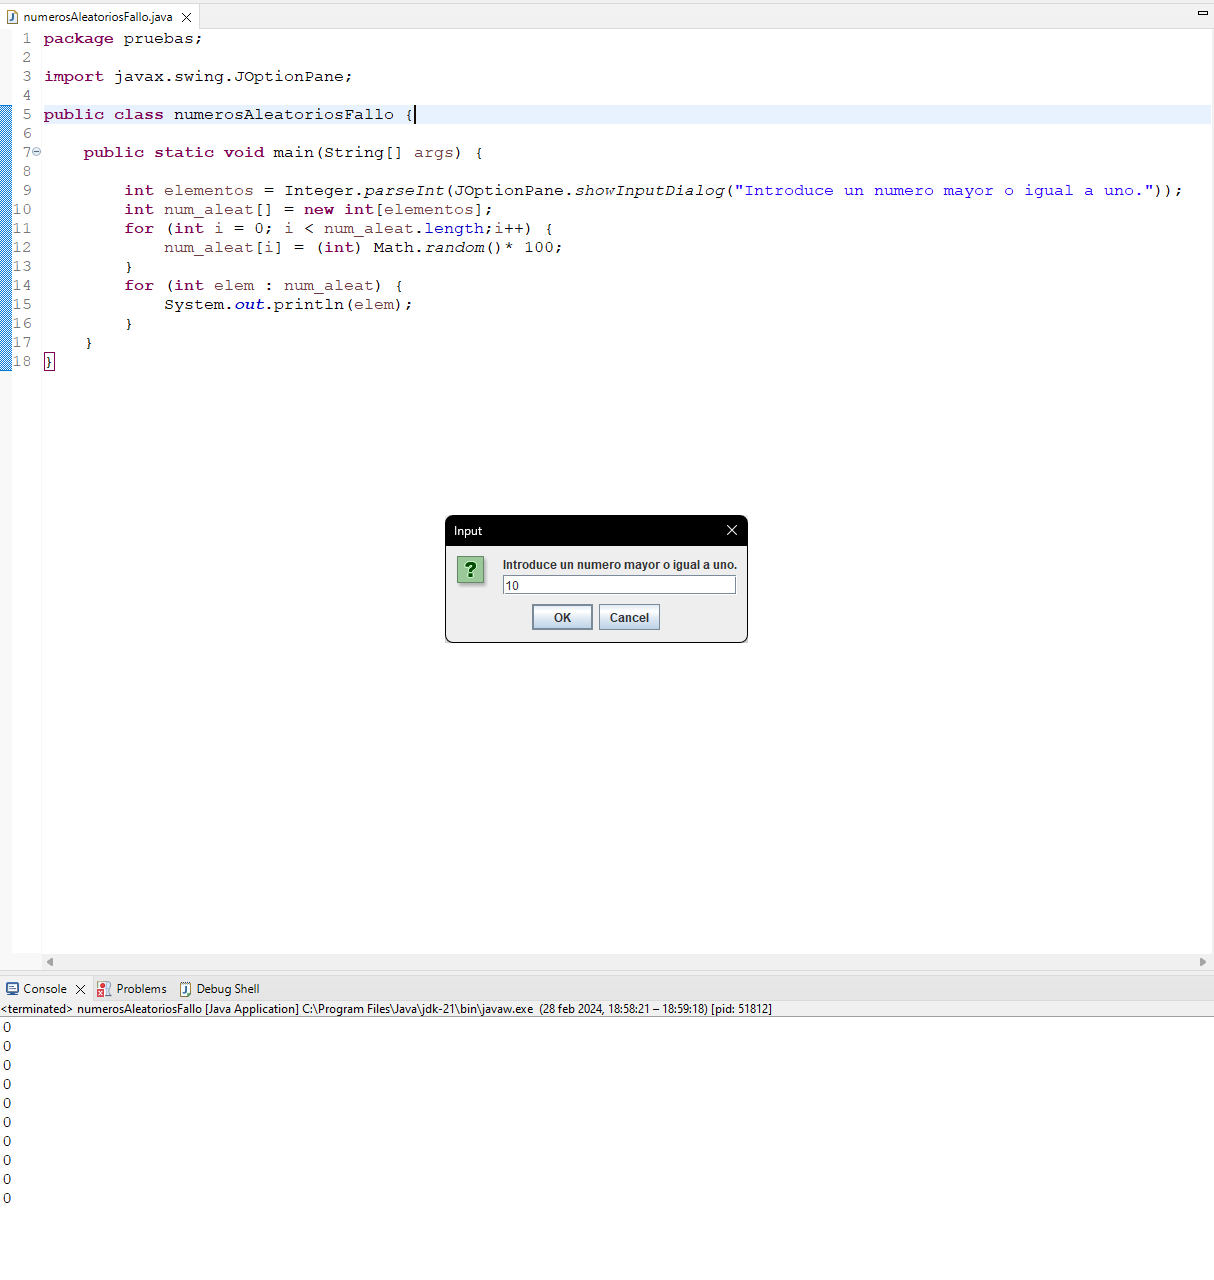 numerosAleatoriosFallo.java
1 package pruebas;
2
3 import javax.swing.JOptionPane;
4
5 public class numerosAleatoriosFallo {
6
7 public static void main(String[] args) {
8
9 int elementos = Integer.parseInt(JOptionPane.showInputDialog("Introduce un numero mayor o igual a uno."));
10 int num_aleat[] = new int[elementos];
11 for (int i = 0; i < num_aleat.length;i++) {
12 num_aleat[i] = (int) Math.random()* 100;
13 }
14 for (int elem : num_aleat) {
15 System.out.println(elem);
16 }
17 }
18 }
Input
Introduce un numero mayor o igual a uno.
10
OK Cancel
Console Problems Debug Shell
<terminated> numerosAleatoriosFallo [Java Application] C:\Program Files\Java\jdk-21\bin\javaw.exe (28 feb 2024, 18:58:21 – 18:59:18) [pid: 51812]
0
0
0
0
0
0
0
0
0
0